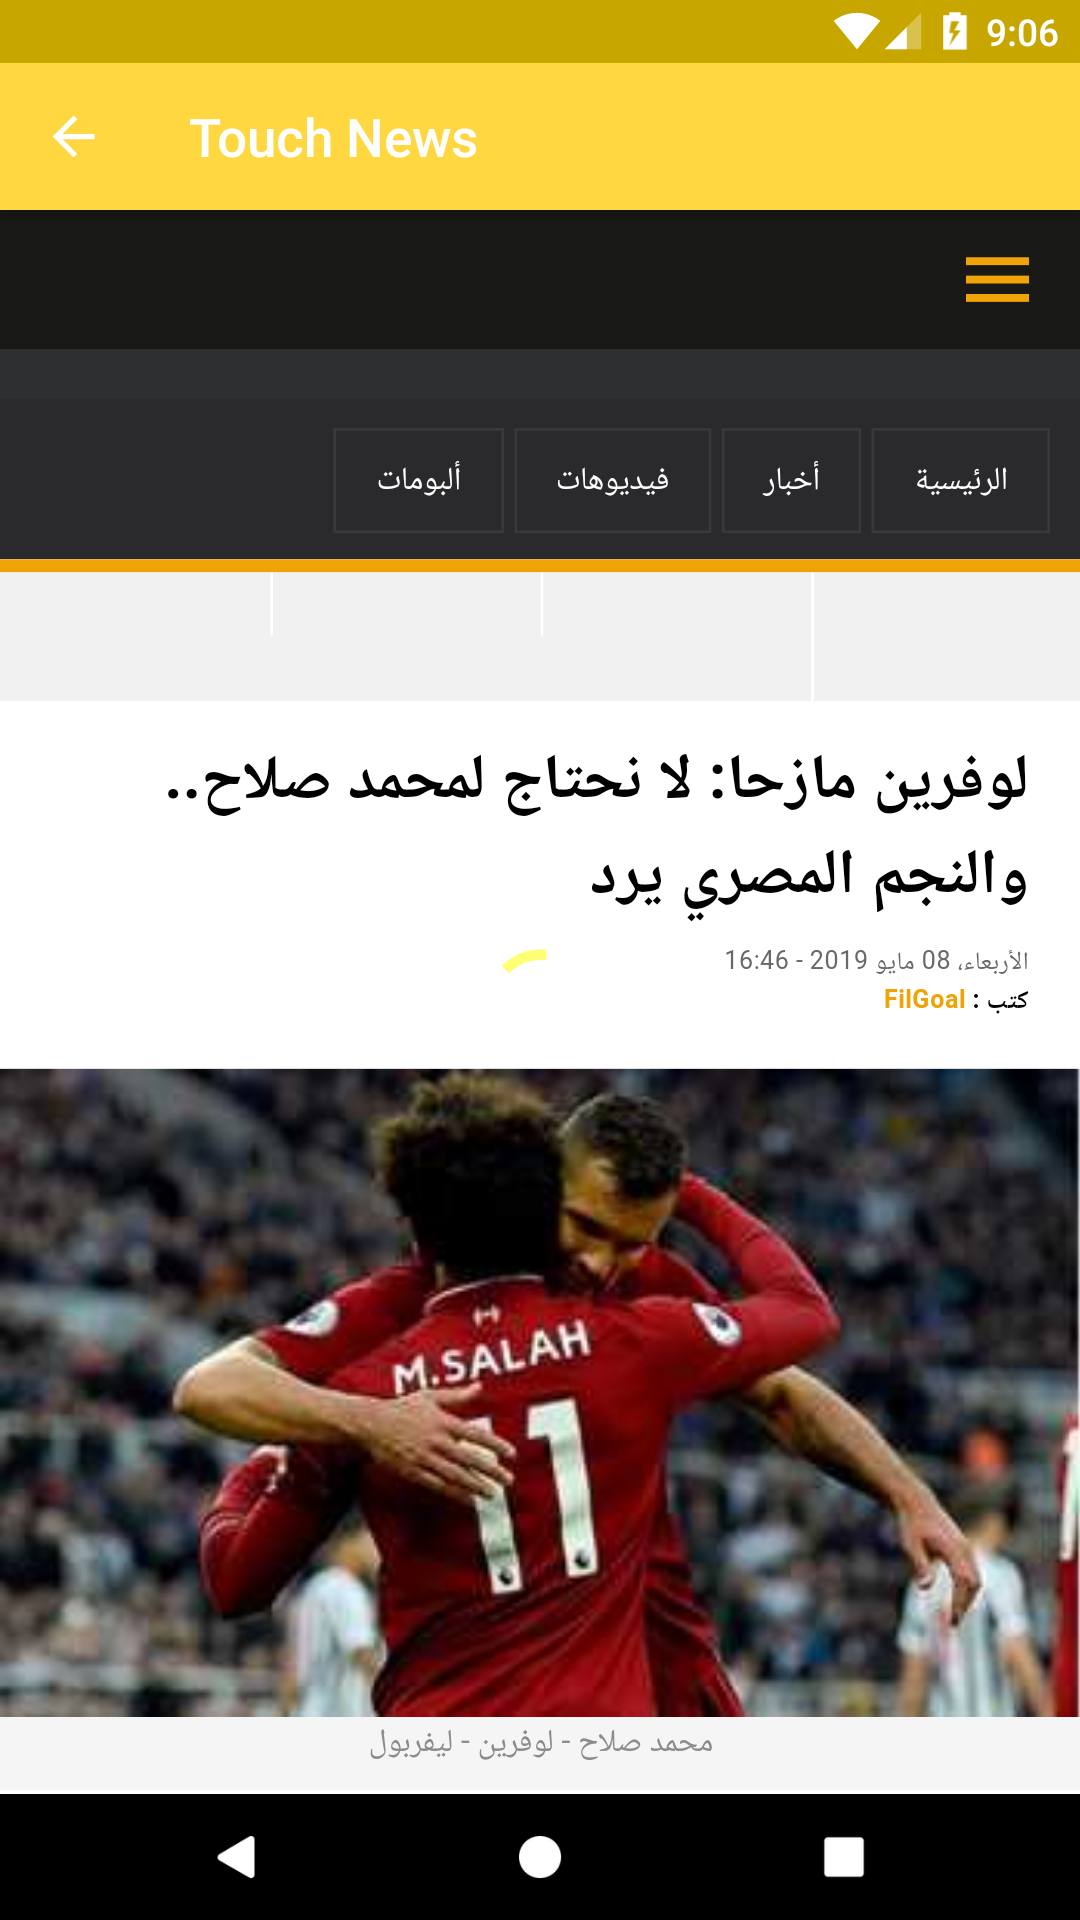 9:06
Touch News
الرئيسية
أخبار
فيديوهات
ألبومات
لوفرين مازحا: لا نحتاج لمحمد صلاح..
والنجم المصري يرد
الأربعاء، 08 مايو 2019 - 16:46
كتب : FilGoal
M.SALAH
11
محمد صلاح - لوفرين - ليفربول